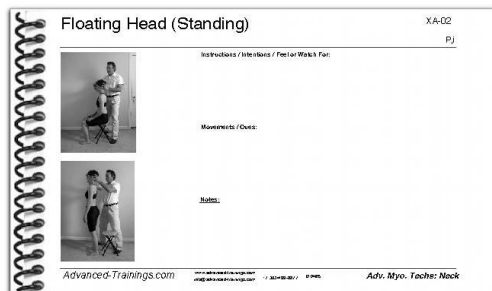 Floating Head (Standing)
XA-02
Pj
Instructions / Intentions / Feel or Watch For:
Movements / Cues:
Notes:
Advanced-Trainings.com
Adv. Myo. Techs: Neck